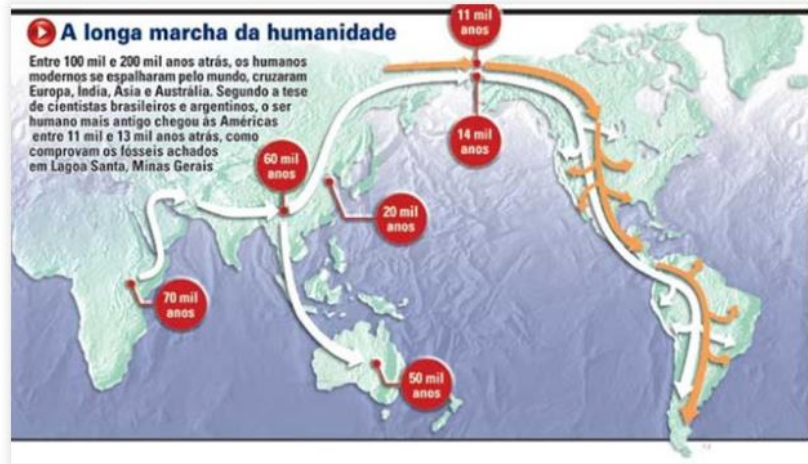 A longa marcha da humanidade
Entre 100 mil e 200 mil anos atrás, os humanos
modernos se espalharam pelo mundo, cruzaram
Europa, Índia, Ásia e Austrália. Segundo a tese
de cientistas brasileiros e argentinos, o ser
humano mais antigo chegou às Américas
entre 11 mil e 13 mil anos atrás, como
comprovam os fósseis achados
em Lagoa Santa, Minas Gerais
11 mil
anos
14 mil
anos
60 mil
anos
20 mil
anos
70 mil
anos
50 mil
anos